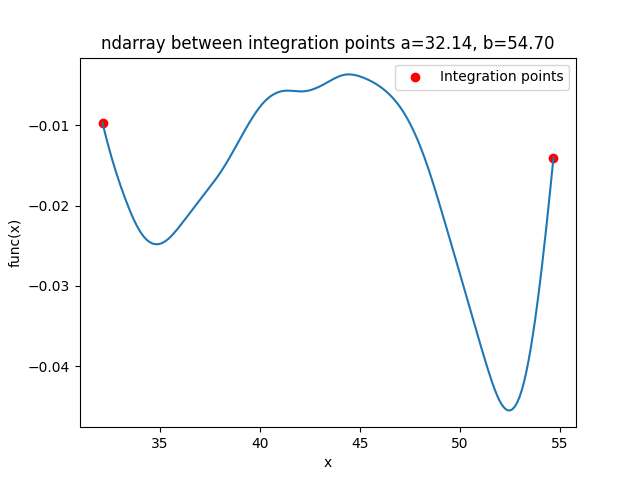 ndarray between integration points a=32.14, b=54.70
Integration points
−0.01
−0.02
−0.03
−0.04
func(x)
35
40
45
50
55
x